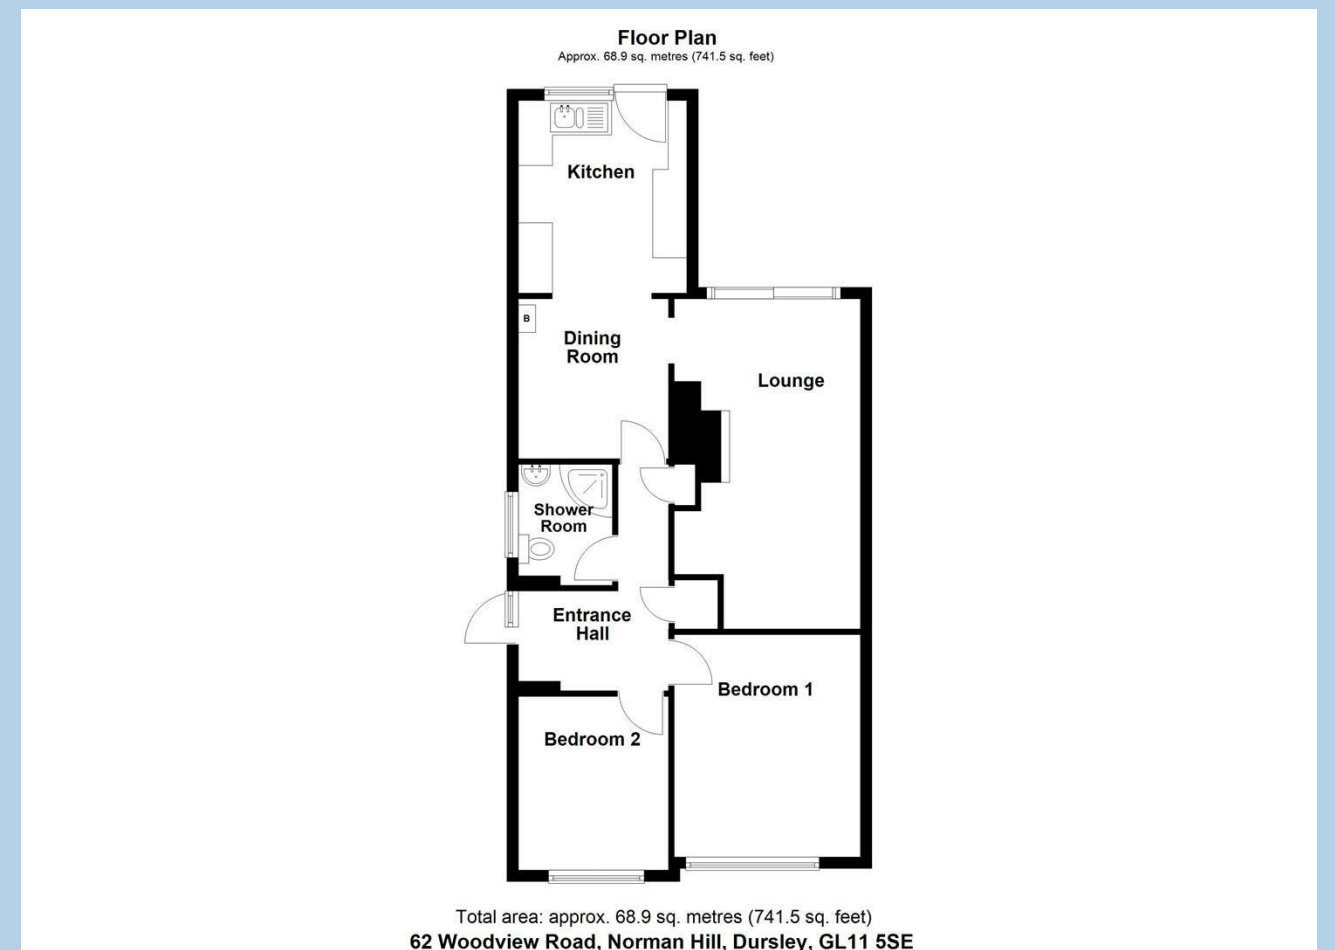 Floor Plan
Approx. 68.9 sq. metres (741.5 sq. feet)
Kitchen
B
Dining
Room
Lounge
Shower
Room
Entrance
Hall
Bedroom 1
Bedroom 2
Total area: approx. 68.9 sq. metres (741.5 sq. feet)
62 Woodview Road, Norman Hill, Dursley, GL11 5SE